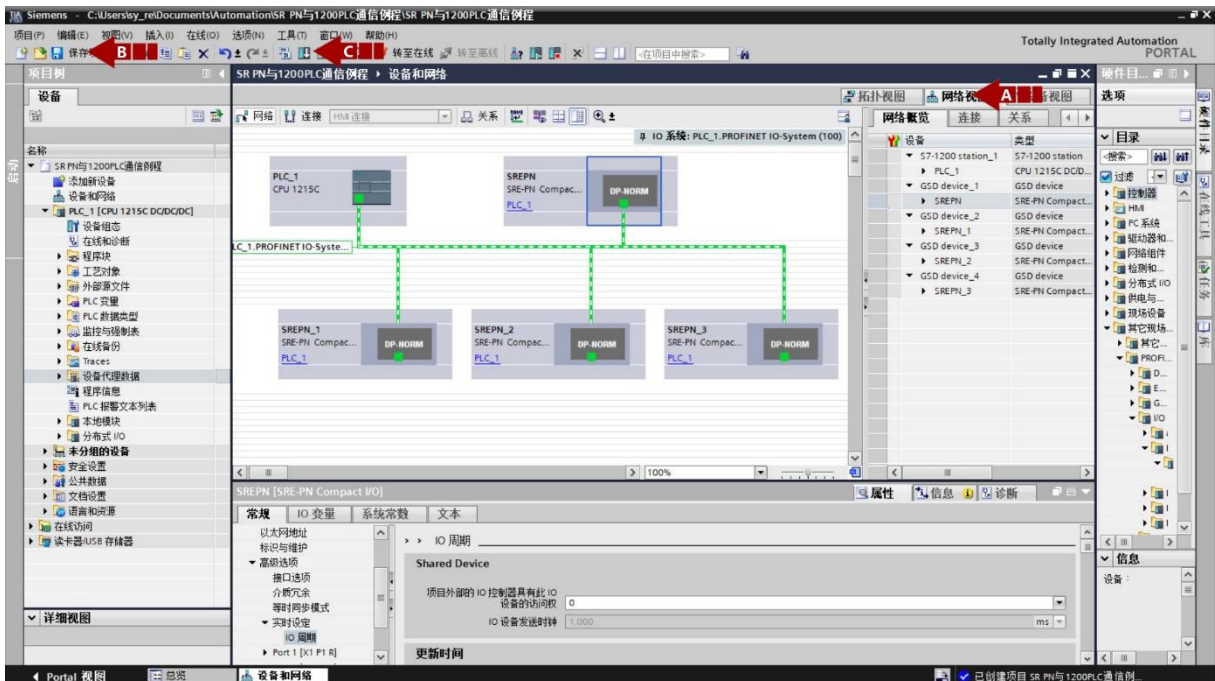 Siemens - C:\Users\sy_re\Documents\Automation\SR PN与1200PLC通信例程\SR PN与1200PLC通信例程
项目(P) 编辑(E) 视图(V) 插入(I) 在线(O) 选项(N) 工具(T) 窗口(W) 帮助(H)
Totally Integrated Automation
PORTAL
保存
B
C
转至在线
转至离线
<在项目中搜索>
项目树
设备
名称
SR PN与1200PLC通信例程
添加新设备
设备和网络
PLC_1 [CPU 1215C DC/DC/DC]
设备组态
在线和诊断
程序块
工艺对象
外部源文件
PLC 变量
PLC 数据类型
监控与强制表
在线备份
Traces
设备代理数据
程序信息
PLC 报警文本列表
本地模块
分布式 I/O
未分组的设备
安全设置
公共数据
文档设置
语言和资源
在线访问
读卡器/USB 存储器
详细视图
启动
SR PN与1200PLC通信例程 设备和网络
拓扑视图
网络视
A
视图
网络
连接
HMI 连接
关系
IO 系统: PLC_1.PROFINET IO-System (100)
PLC_1
CPU 1215C
SREPN
SRE-PN Compac...
PLC_1
DP-NORM
LC_1.PROFINET IO-Syste...
SREPN_1
SRE-PN Compac...
PLC_1
DP-NORM
SREPN_2
SRE-PN Compac...
PLC_1
DP-NORM
SREPN_3
SRE-PN Compac...
PLC_1
DP-NORM
100%
网络概览
连接
关系
设备 类型
S7-1200 station_1 S7-1200 station
PLC_1 CPU 1215C DC/D...
GSD device_1 GSD device
SREPN SRE-PN Compact...
GSD device_2 GSD device
SREPN_1 SRE-PN Compact...
GSD device_3 GSD device
SREPN_2 SRE-PN Compact...
GSD device_4 GSD device
SREPN_3 SRE-PN Compact...
SREPN [SRE-PN Compact I/O]
属性
信息
诊断
常规
IO 变量
系统常数
文本
以太网地址
标识与维护
高级选项
接口选项
介质冗余
等时同步模式
实时设定
IO 周期
Port 1 [X1 P1 R]
IO 周期
Shared Device
项目外部的 IO 控制器具有此 IO
设备的访问权
0
IO 设备发送时钟
1.000
ms
更新时间
硬件目...
选项
目录
<搜索>
过滤
控制器
HMI
PC 系统
驱动器和...
网络组件
检测和...
分布式 I/O
供电与...
现场设备
其它现场...
其它...
PROFI...
D...
E...
G...
I/O
信息
设备:
Portal 视图
总览
设备和网络
已创建项目 SR PN与1200PLC通信例...